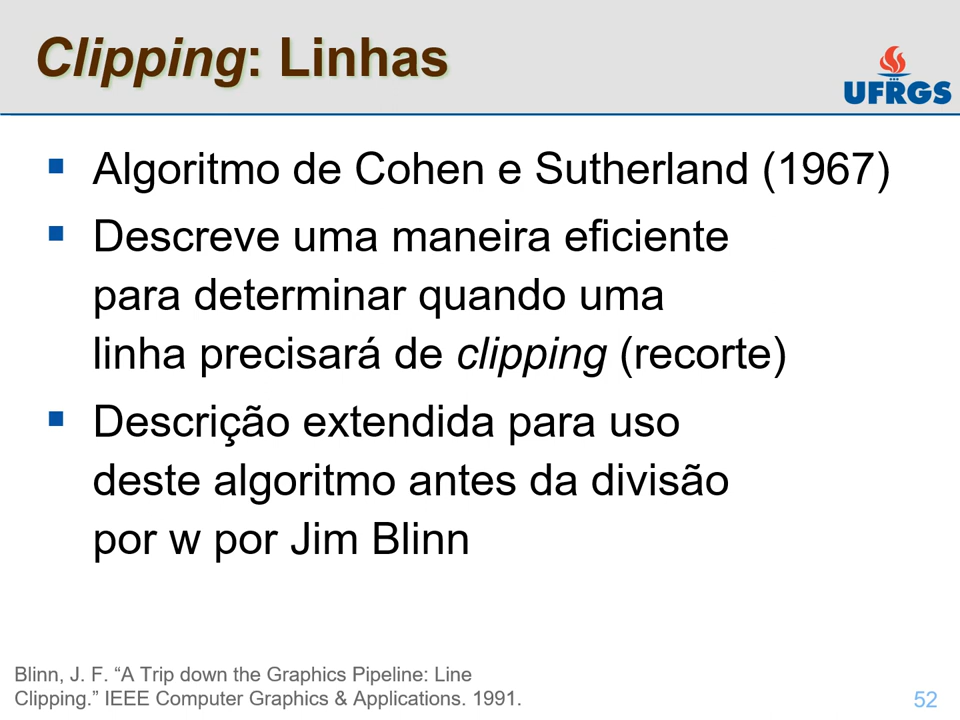 Clipping: Linhas
UFRGS
Algoritmo de Cohen e Sutherland (1967)
Descreve uma maneira eficiente
para determinar quando uma
linha precisará de clipping (recorte)
Descrição extendida para uso
deste algoritmo antes da divisão
por w por Jim Blinn
Blinn, J. F. “A Trip down the Graphics Pipeline: Line
Clipping.” IEEE Computer Graphics & Applications. 1991.
52